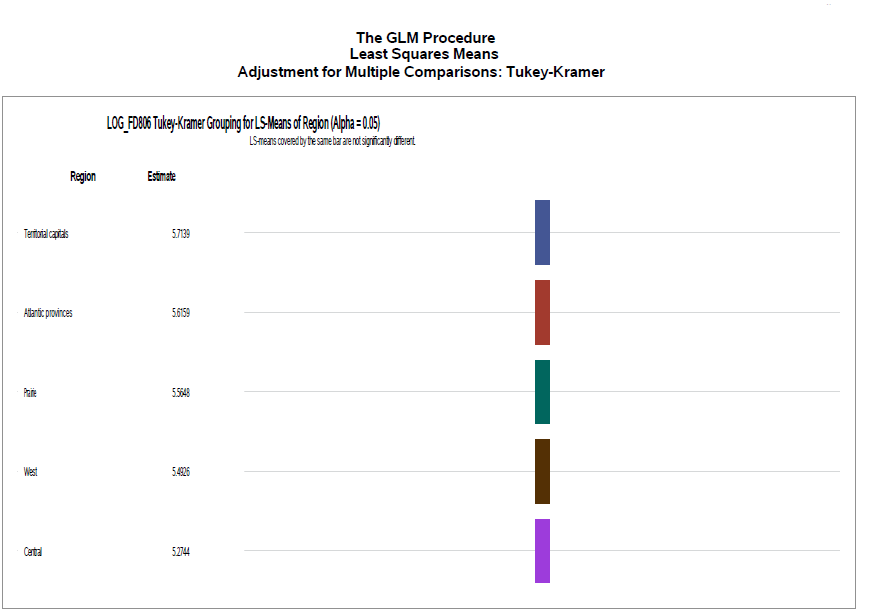 The GLM Procedure
Least Squares Means
Adjustment for Multiple Comparisons: Tukey-Kramer
LOG_FD806 Tukey-Kramer Grouping for LS-Means of Region (Alpha = 0.05)
LS-means covered by the same bar are not significantly different.
Region Estimate
Territorial capitals 5.7139
Atlantic provinces 5.6159
Prairie 5.5648
West 5.4926
Central 5.2744